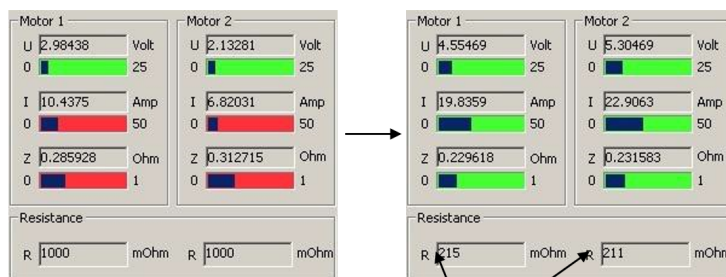 Motor 1
U 2.98438 Volt
0 25
I 10.4375 Amp
0 50
Z 0.285928 Ohm
0 1
Motor 2
U 2.13281 Volt
0 25
I 6.82031 Amp
0 50
Z 0.312715 Ohm
0 1
Resistance
R 1000 mOhm R 1000 mOhm
Motor 1
U 4.55469 Volt
0 25
I 19.8359 Amp
0 50
Z 0.229618 Ohm
0 1
Motor 2
U 5.30469 Volt
0 25
I 22.9063 Amp
0 50
Z 0.231583 Ohm
0 1
Resistance
R 215 mOhm R 211 mOhm